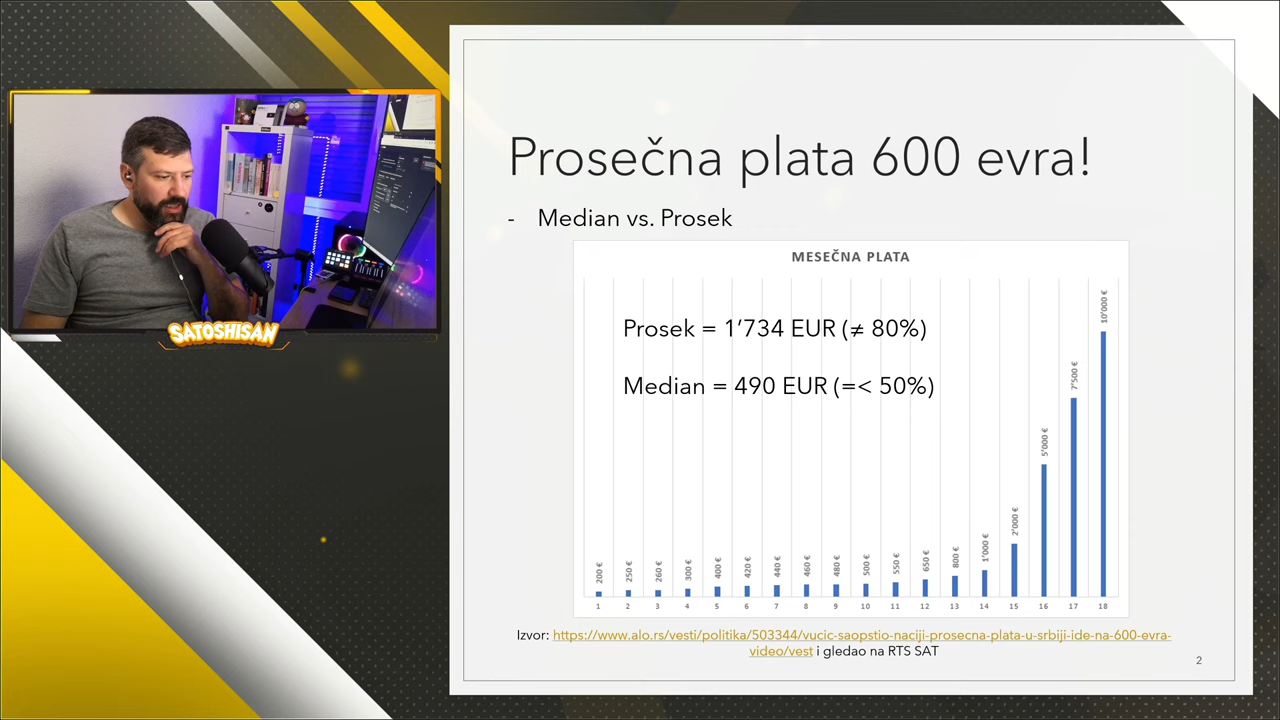 Prosečna plata 600 evra!
- Median vs. Prosek
MESEČNA PLATA
Prosek = 1’734 EUR (≠ 80%)
Median = 490 EUR (=< 50%)
200 €
250 €
260 €
300 €
400 €
420 €
440 €
460 €
480 €
500 €
550 €
650 €
800 €
1’000 €
2’000 €
5’000 €
7’500 €
10’000 €
1 2 3 4 5 6 7 8 9 10 11 12 13 14 15 16 17 18
Izvor: https://www.alo.rs/vesti/politika/503344/vucic-saopstio-naciji-prosecna-plata-u-srbiji-ide-na-600-evra-
video/vest i gledao na RTS SAT
2
SATOSHISAN